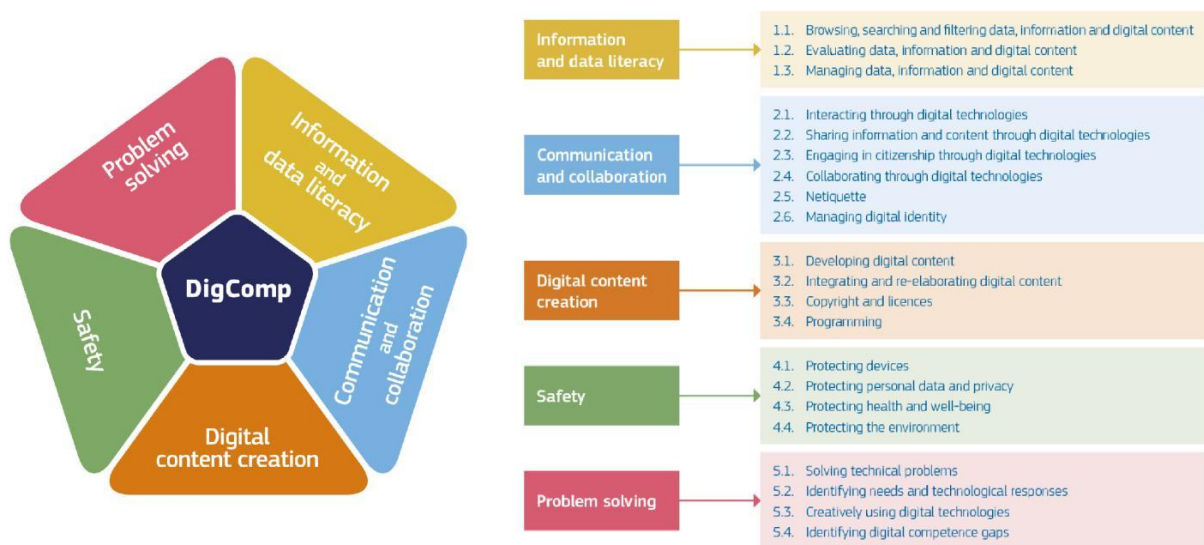 Problem
solving
Information
and
data literacy
DigComp
Safety
Communication
and
collaboration
Digital
content creation
Information
and data literacy
1.1. Browsing, searching and filtering data, information and digital content
1.2. Evaluating data, information and digital content
1.3. Managing data, information and digital content
Communication
and collaboration
2.1. Interacting through digital technologies
2.2. Sharing information and content through digital technologies
2.3. Engaging in citizenship through digital technologies
2.4. Collaborating through digital technologies
2.5. Netiquette
2.6. Managing digital identity
Digital content
creation
3.1. Developing digital content
3.2. Integrating and re-elaborating digital content
3.3. Copyright and licences
3.4. Programming
Safety
4.1. Protecting devices
4.2. Protecting personal data and privacy
4.3. Protecting health and well-being
4.4. Protecting the environment
Problem solving
5.1. Solving technical problems
5.2. Identifying needs and technological responses
5.3. Creatively using digital technologies
5.4. Identifying digital competence gaps